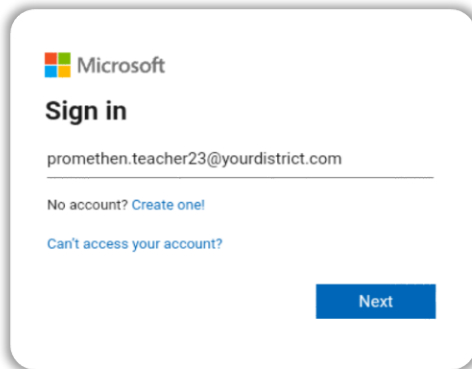 Microsoft
Sign in
promethen.teacher23@yourdistrict.com
No account? Create one!
Can't access your account?
Next